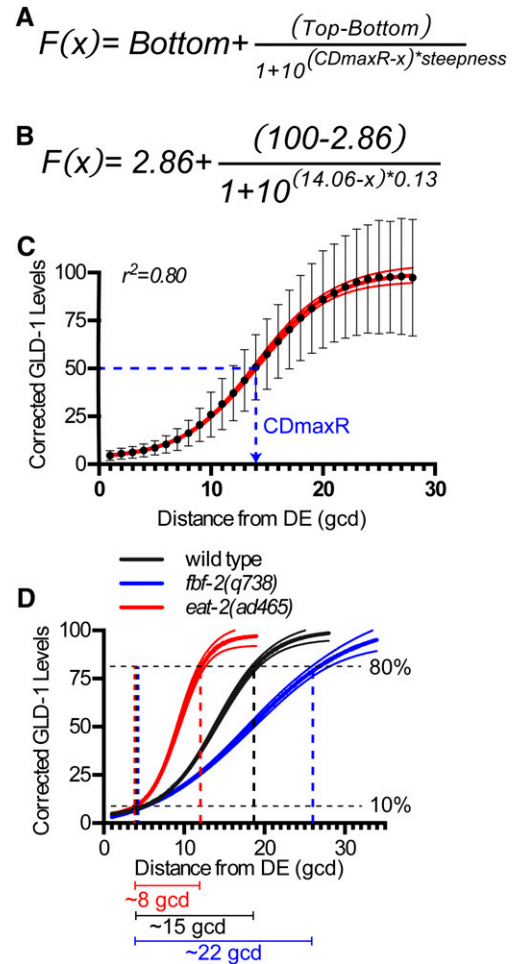 A
F(x)= Bottom+ (Top-Bottom) / 1+10^(CDmaxR-x)*steepness
B
F(x)= 2.86+ (100-2.86) / 1+10^(14.06-x)*0.13
C
r²=0.80
Corrected GLD-1 Levels
100
75
50
25
0
CDmaxR
0 10 20 30
Distance from DE (gcd)
wild type
fbf-2(q738)
eat-2(ad465)
D
Corrected GLD-1 Levels
100
75
50
25
0
80%
10%
0 10 20 30
Distance from DE (gcd)
~8 gcd
~15 gcd
~22 gcd